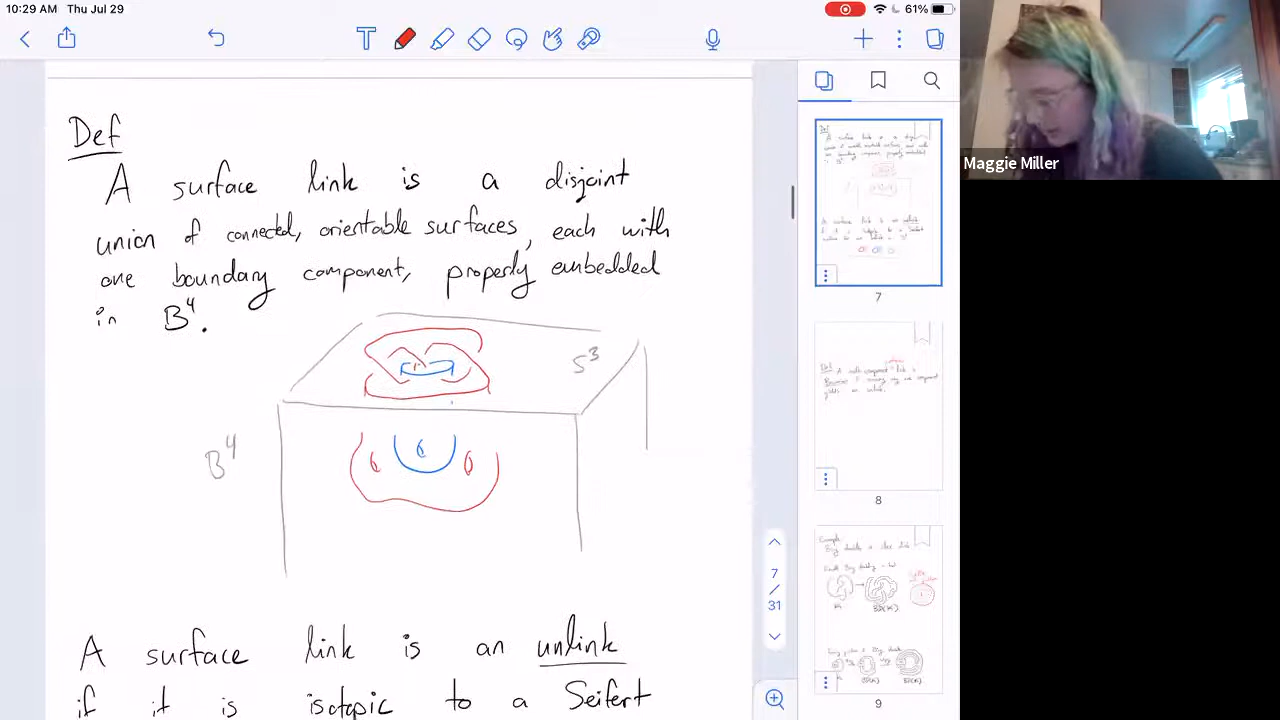 10:29 AM Thu Jul 29
61%
Maggie Miller
Def
A surface link is a disjoint
union of connected, orientable surfaces, each with
one boundary component, properly embedded
in B⁴.
S³
B⁴
A surface link is an unlink
if it is isotopic to a Seifert
7
8
9
7
/
31